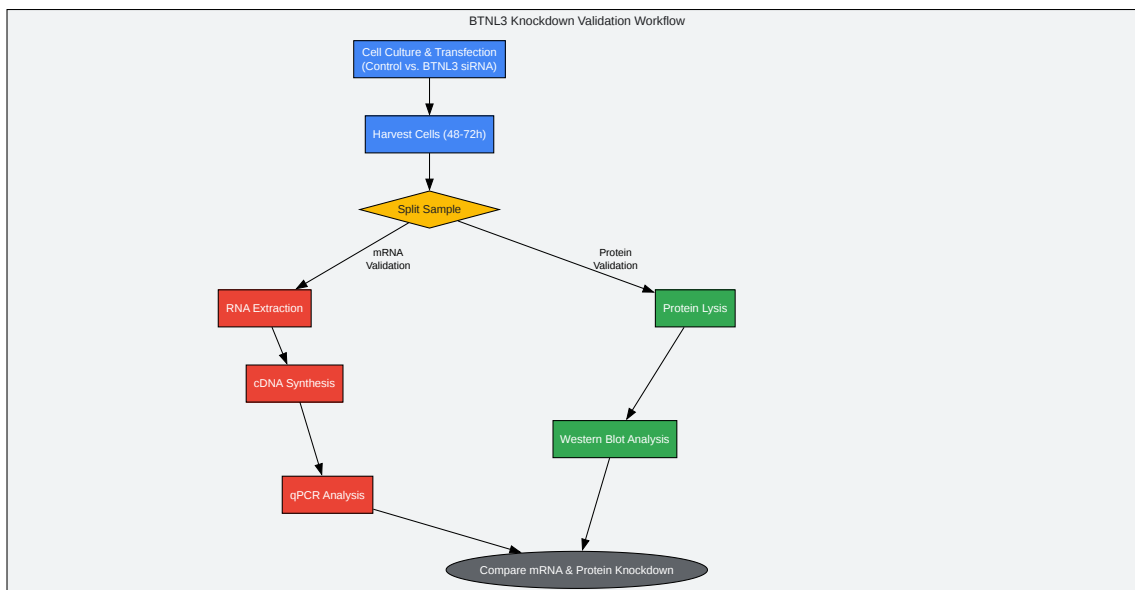 BTNL3 Knockdown Validation Workflow
Cell Culture & Transfection
(Control vs. BTNL3 siRNA)
Harvest Cells (48-72h)
Split Sample
mRNA
Validation
Protein
Validation
RNA Extraction
Protein Lysis
cDNA Synthesis
Western Blot Analysis
qPCR Analysis
Compare mRNA & Protein Knockdown